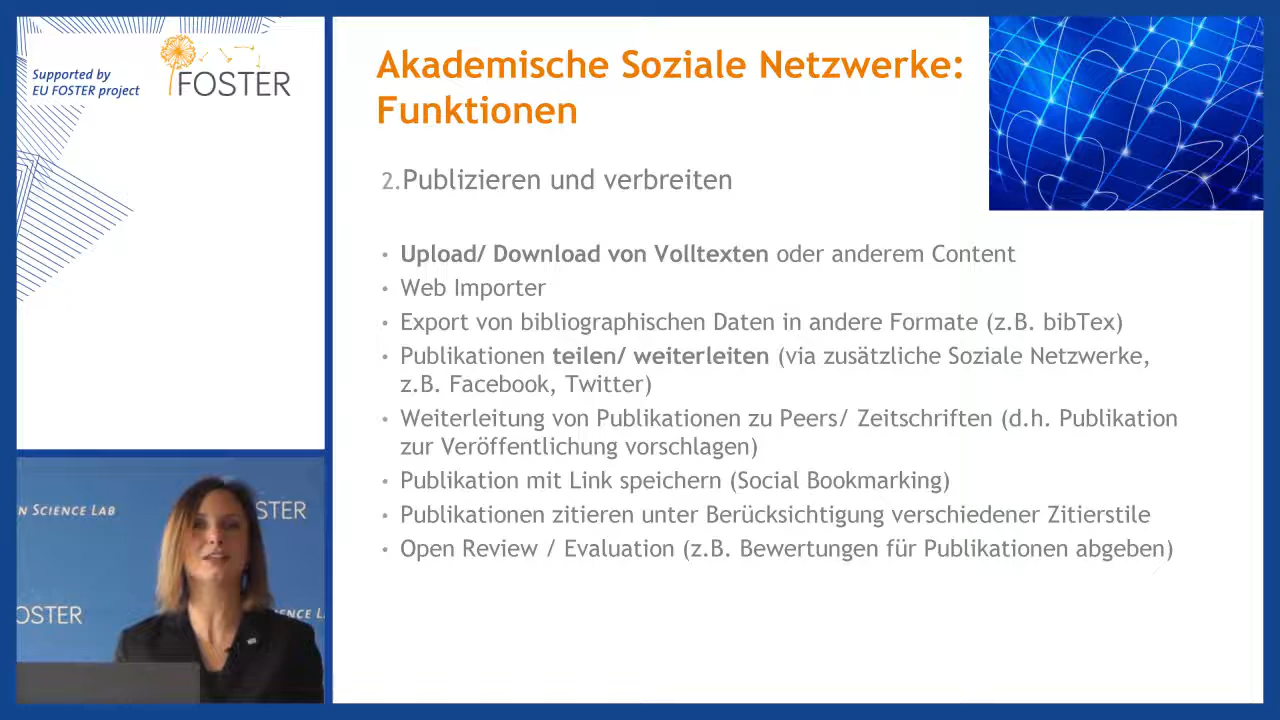 Supported by
EU FOSTER project
FOSTER
Akademische Soziale Netzwerke:
Funktionen
2.Publizieren und verbreiten
• Upload/ Download von Volltexten oder anderem Content
• Web Importer
• Export von bibliographischen Daten in andere Formate (z.B. bibTex)
• Publikationen teilen/ weiterleiten (via zusätzliche Soziale Netzwerke,
z.B. Facebook, Twitter)
• Weiterleitung von Publikationen zu Peers/ Zeitschriften (d.h. Publikation
zur Veröffentlichung vorschlagen)
• Publikation mit Link speichern (Social Bookmarking)
• Publikationen zitieren unter Berücksichtigung verschiedener Zitierstile
• Open Review / Evaluation (z.B. Bewertungen für Publikationen abgeben)
N SCIENCE LAB
STER
OSTER
ENCE L